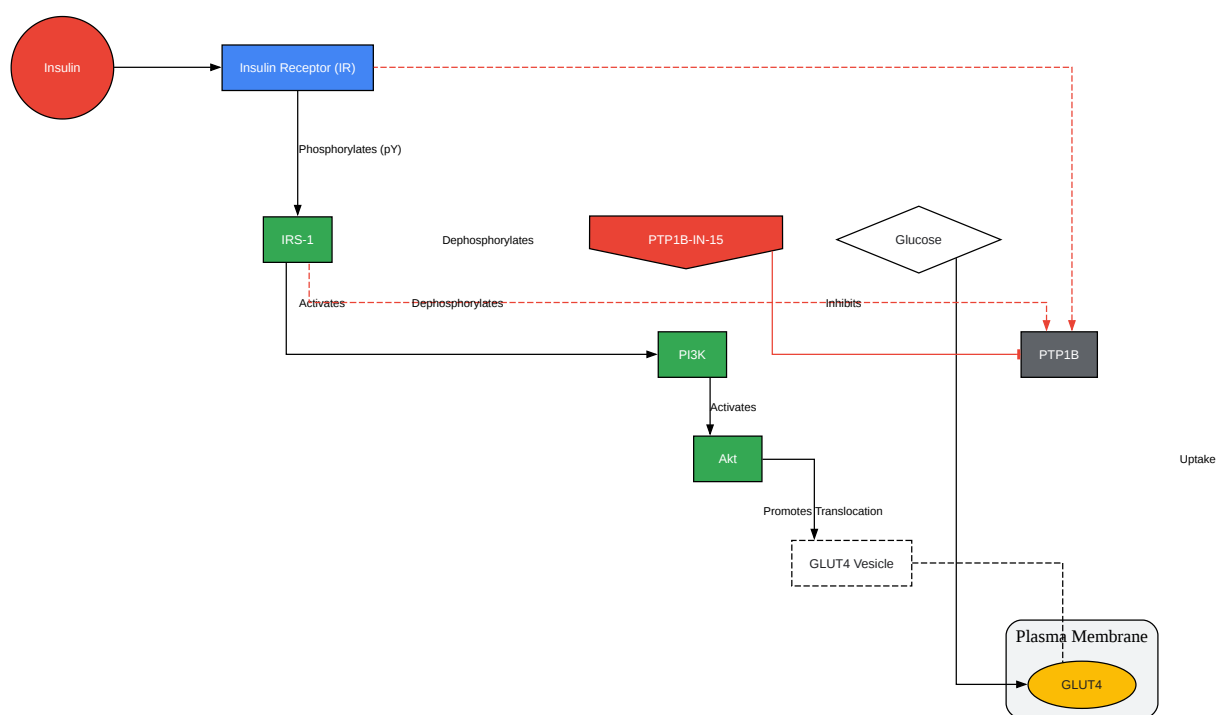 Insulin
Insulin Receptor (IR)
Phosphorylates (pY)
IRS-1
Dephosphorylates
PTP1B-IN-15
Glucose
Activates
Dephosphorylates
Inhibits
PI3K
PTP1B
Activates
Akt
Uptake
Promotes Translocation
GLUT4 Vesicle
Plasma Membrane
GLUT4